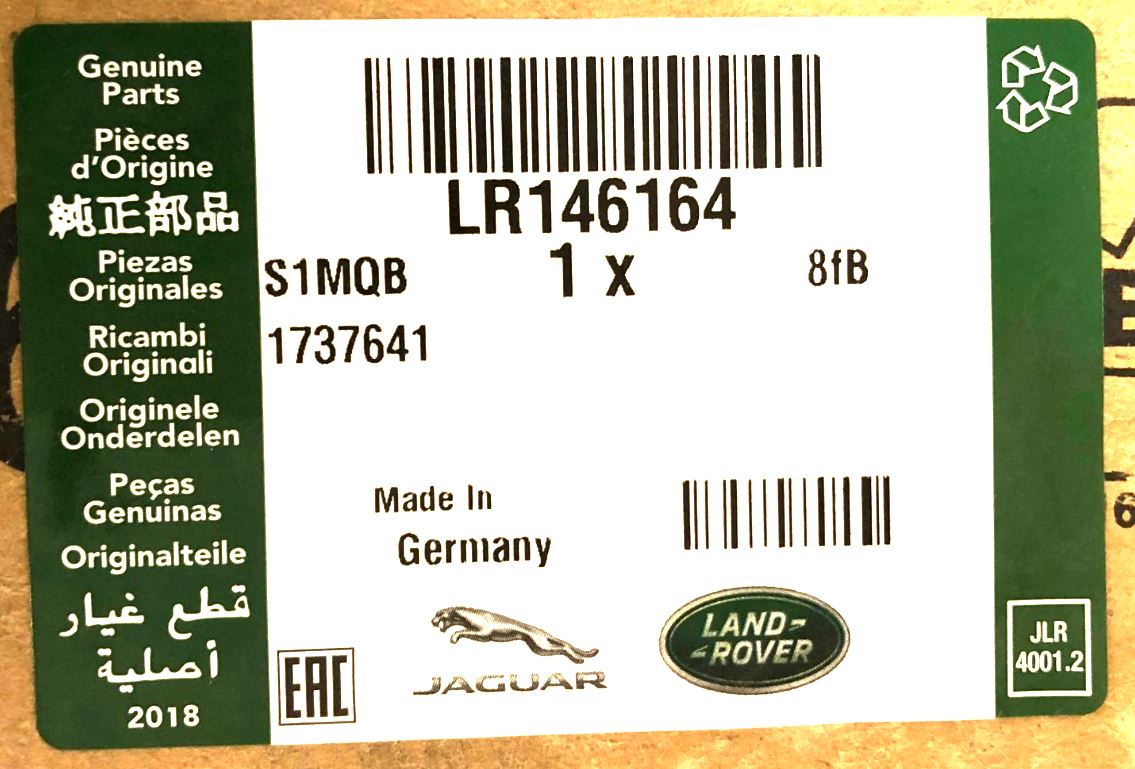 Genuine
Parts
Pièces
d'Origine
純正部品
Piezas
Originales
Ricambi
Originali
Originele
Onderdelen
Peças
Genuinas
Originalteile
قطع غيار
أصلية
2018
LR146164
S1MQB 1 x 8fB
1737641
Made In
Germany
EAC
JAGUAR
LAND-
-ROVER
JLR
4001.2